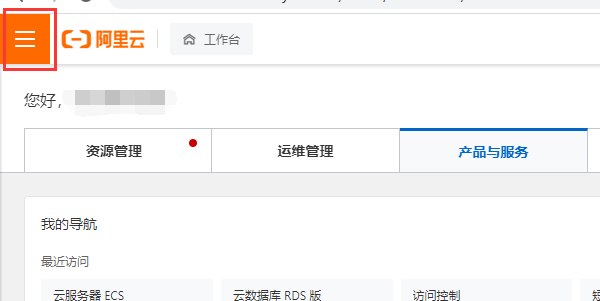 阿里云 工作台
您好，
资源管理 运维管理 产品与服务
我的导航
最近访问
云服务器 ECS 云数据库 RDS 版 访问控制